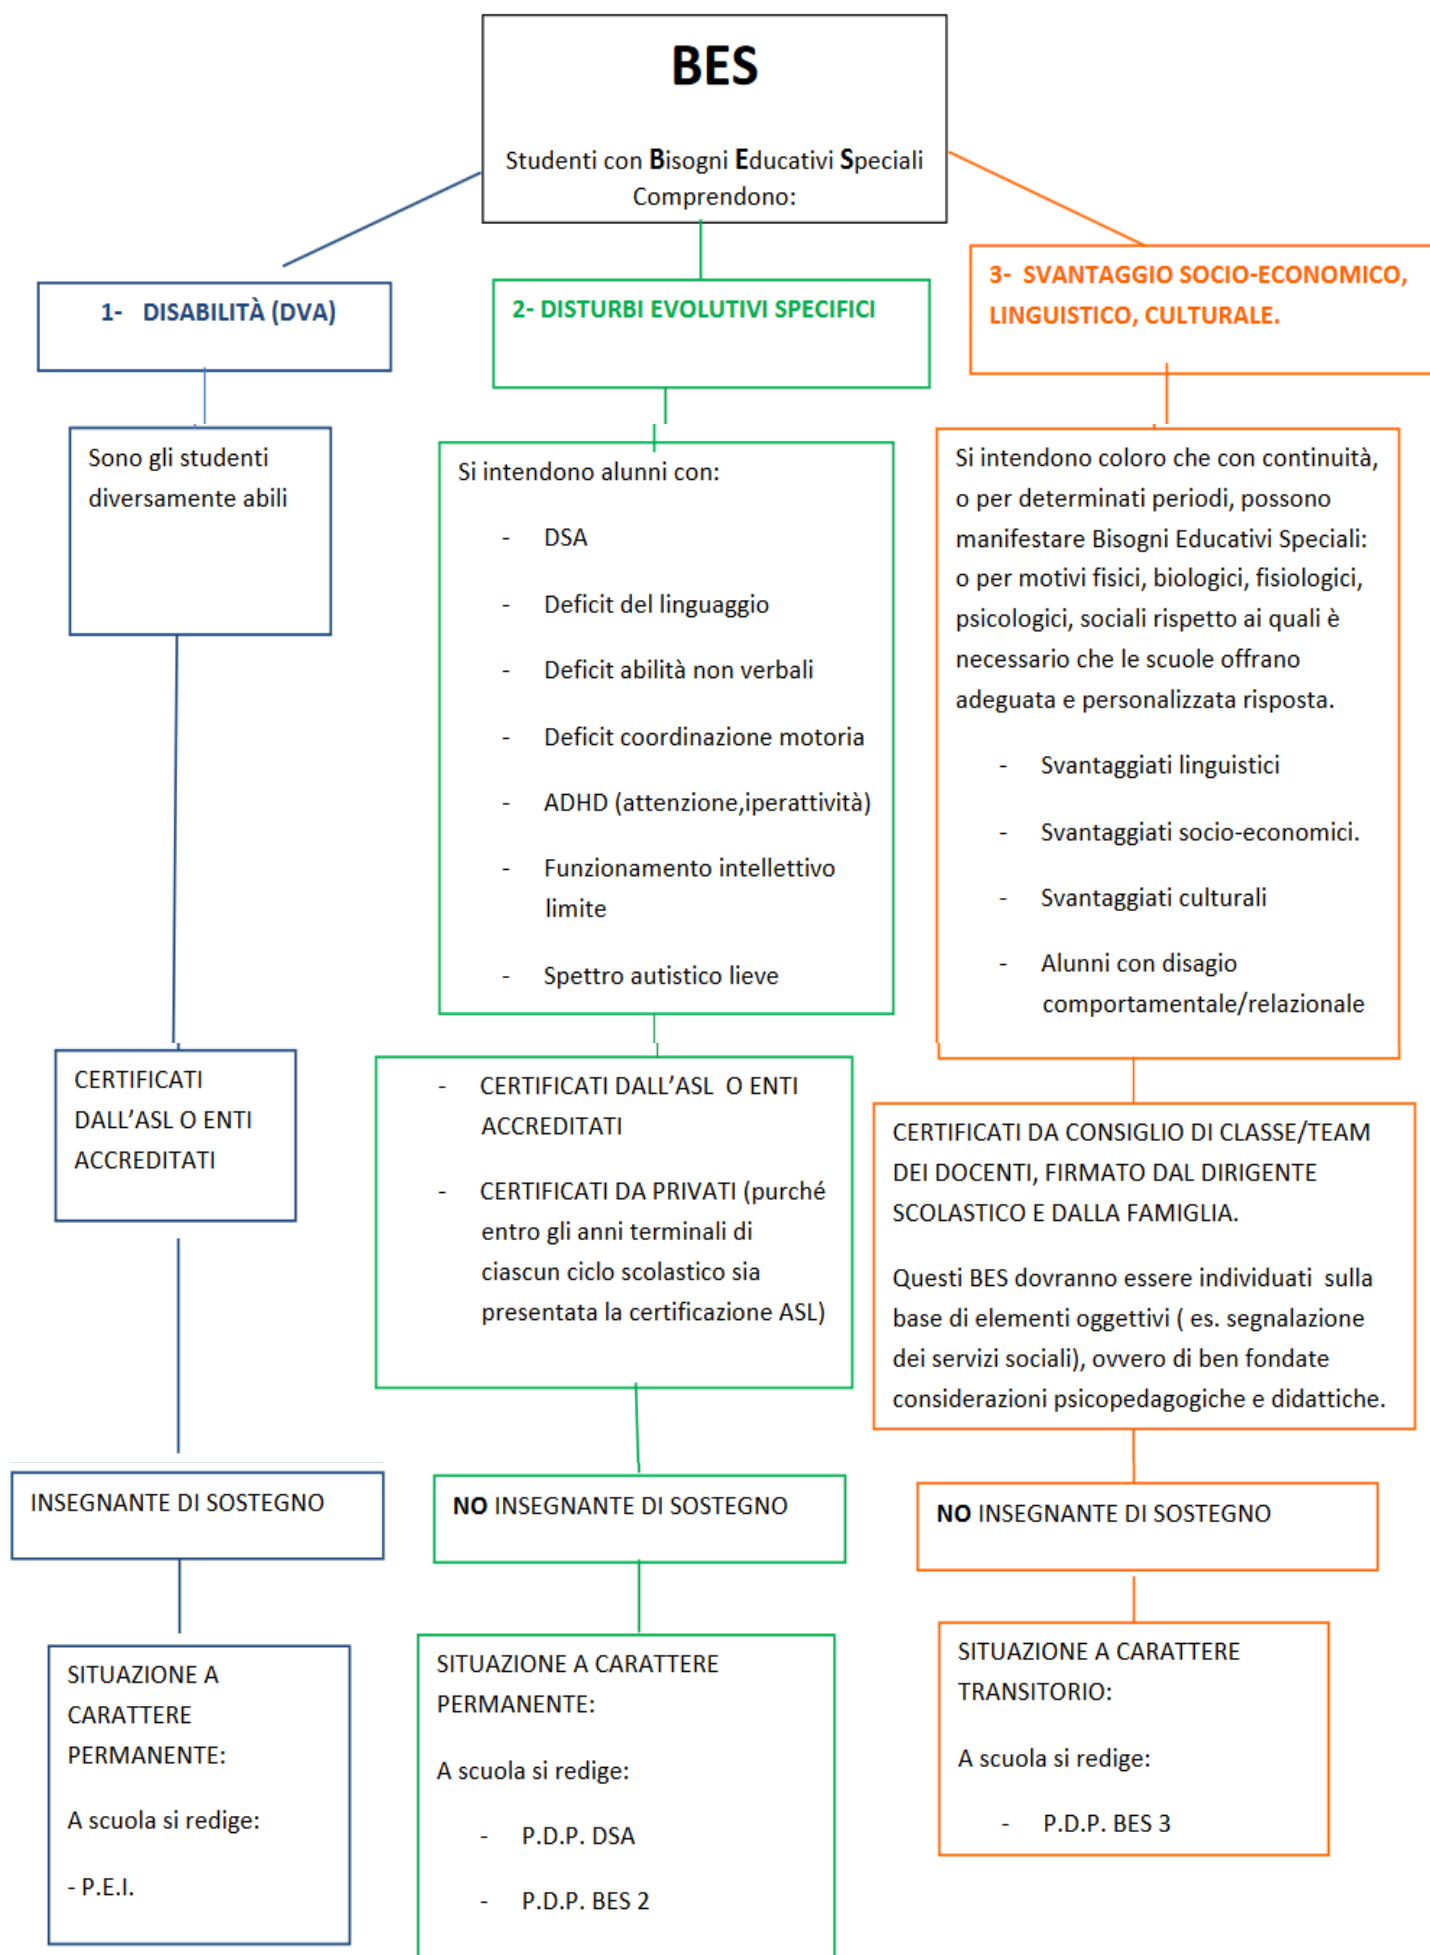 BES
Studenti con Bisogni Educativi Speciali
Comprendono:
1- DISABILITÀ (DVA)
Sono gli studenti
diversamente abili
CERTIFICATI
DALL’ASL O ENTI
ACCREDITATI
INSEGNANTE DI SOSTEGNO
SITUAZIONE A
CARATTERE
PERMANENTE:
A scuola si redige:
- P.E.I.
2- DISTURBI EVOLUTIVI SPECIFICI
Si intendono alunni con:
- DSA
- Deficit del linguaggio
- Deficit abilità non verbali
- Deficit coordinazione motoria
- ADHD (attenzione,iperattività)
- Funzionamento intellettivo
limite
- Spettro autistico lieve
- CERTIFICATI DALL’ASL O ENTI
ACCREDITATI
- CERTIFICATI DA PRIVATI (purché
entro gli anni terminali di
ciascun ciclo scolastico sia
presentata la certificazione ASL)
NO INSEGNANTE DI SOSTEGNO
SITUAZIONE A CARATTERE
PERMANENTE:
A scuola si redige:
- P.D.P. DSA
- P.D.P. BES 2
3- SVANTAGGIO SOCIO-ECONOMICO,
LINGUISTICO, CULTURALE.
Si intendono coloro che con continuità,
o per determinati periodi, possono
manifestare Bisogni Educativi Speciali:
o per motivi fisici, biologici, fisiologici,
psicologici, sociali rispetto ai quali è
necessario che le scuole offrano
adeguata e personalizzata risposta.
- Svantaggiati linguistici
- Svantaggiati socio-economici.
- Svantaggiati culturali
- Alunni con disagio
comportamentale/relazionale
CERTIFICATI DA CONSIGLIO DI CLASSE/TEAM
DEI DOCENTI, FIRMATO DAL DIRIGENTE
SCOLASTICO E DALLA FAMIGLIA.
Questi BES dovranno essere individuati sulla
base di elementi oggettivi ( es. segnalazione
dei servizi sociali), ovvero di ben fondate
considerazioni psicopedagogiche e didattiche.
NO INSEGNANTE DI SOSTEGNO
SITUAZIONE A CARATTERE
TRANSITORIO:
A scuola si redige:
- P.D.P. BES 3